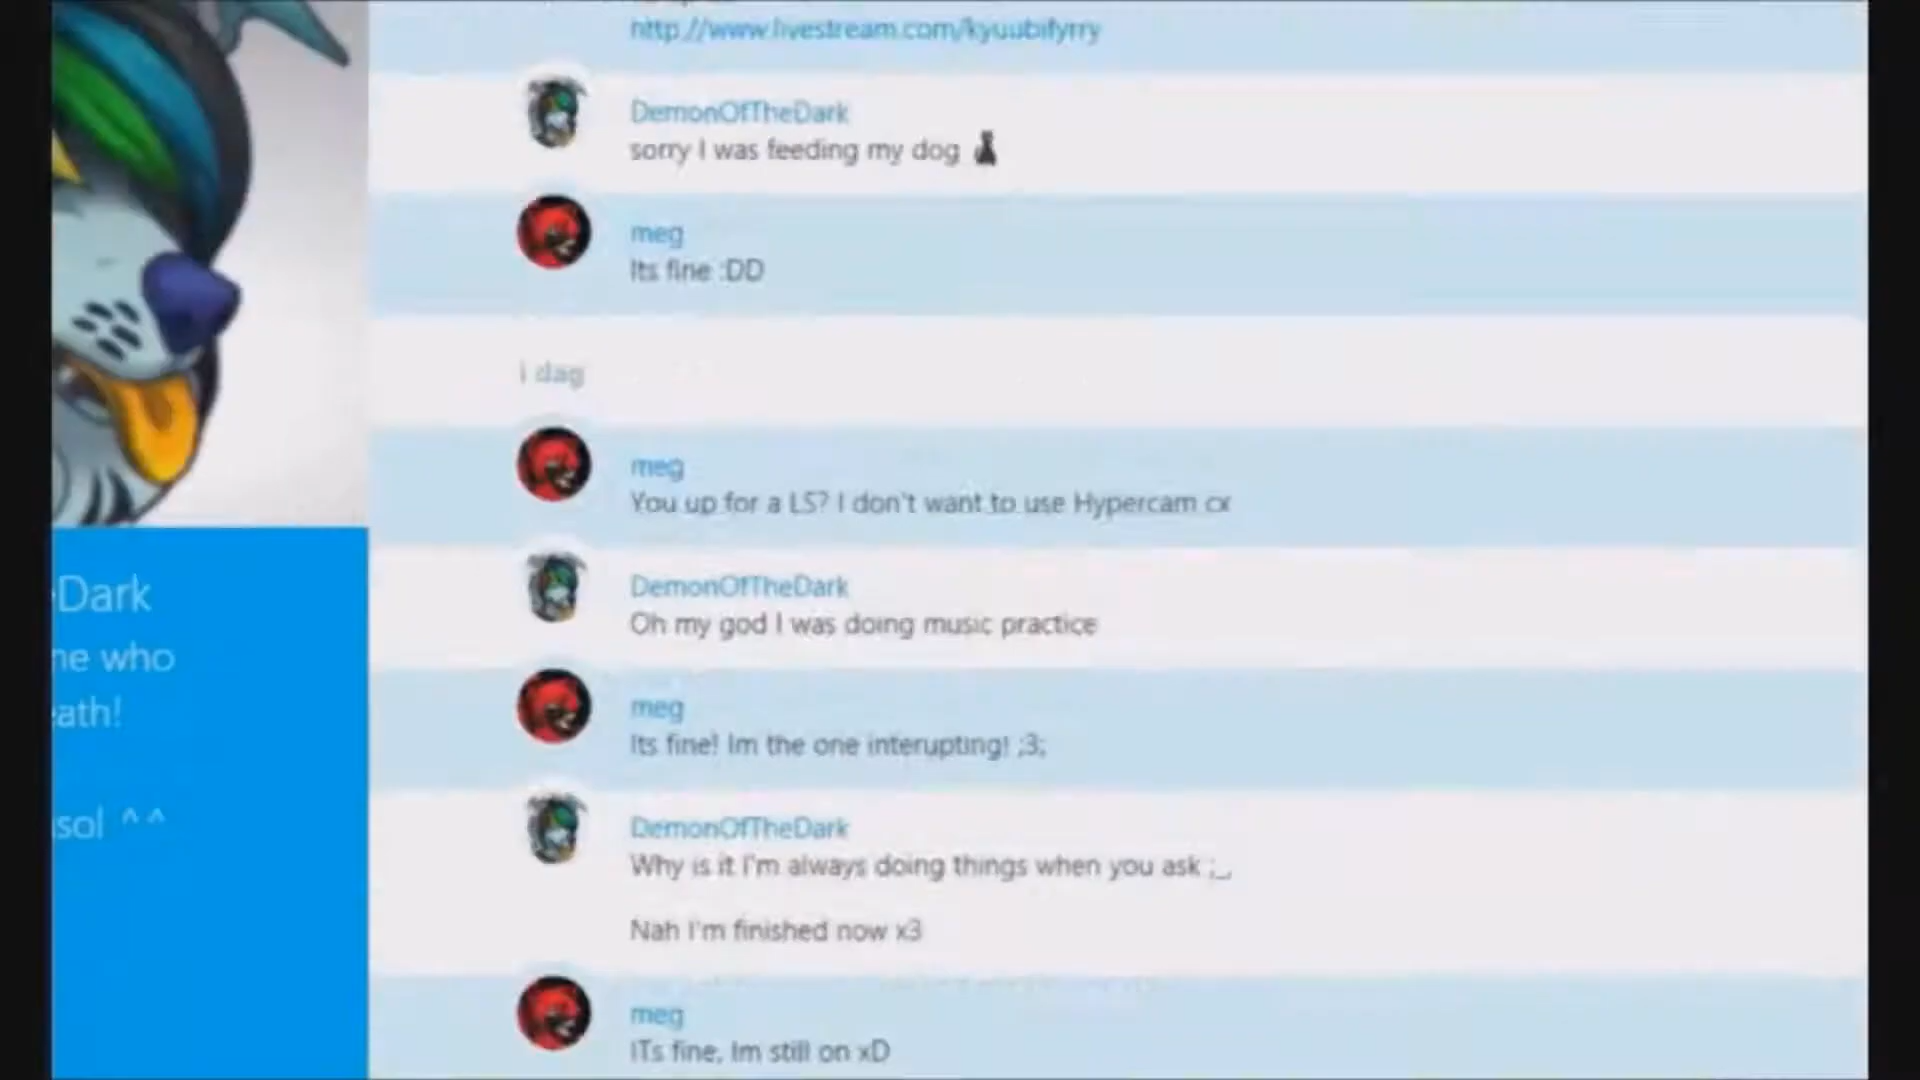 http://www.livestream.com/kyuubifyrry
DemonOfTheDark
sorry I was feeding my dog
meg
Its fine :DD
i dag
meg
You up for a LS? I don't want to use Hypercam cx
DemonOfTheDark
Oh my god I was doing music practice
meg
Its fine! Im the one interupting! ;3;
DemonOfTheDark
Why is it I'm always doing things when you ask ;_;
Nah I'm finished now x3
meg
ITs fine, Im still on xD
Dark
who
sol ^^